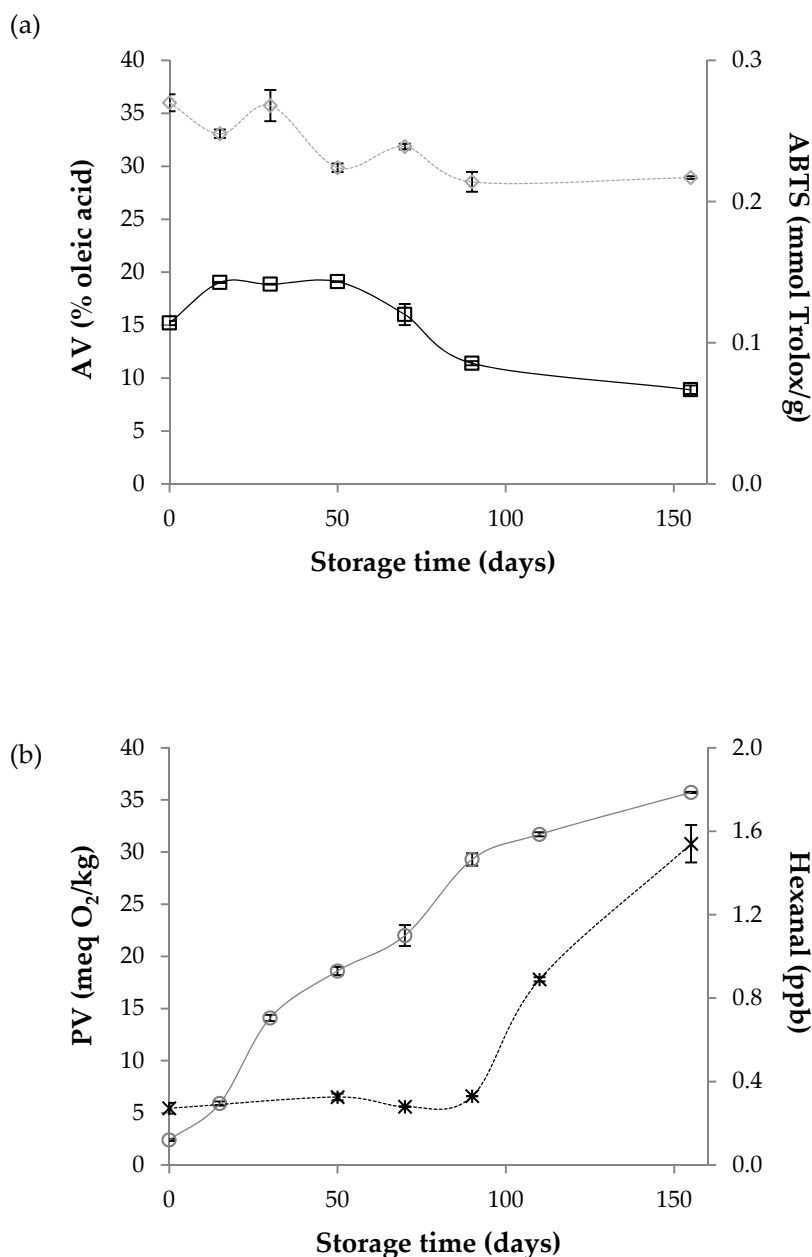 (a)
40
35
30
25
20
15
10
5
0
AV (% oleic acid)
0.3
0.2
0.1
0.0
ABTS (mmol Trolox/g)
0 50 100 150
Storage time (days)
(b)
40
35
30
25
20
15
10
5
0
PV (meq O₂/kg)
2.0
1.6
1.2
0.8
0.4
0.0
Hexanal (ppb)
0 50 100 150
Storage time (days)